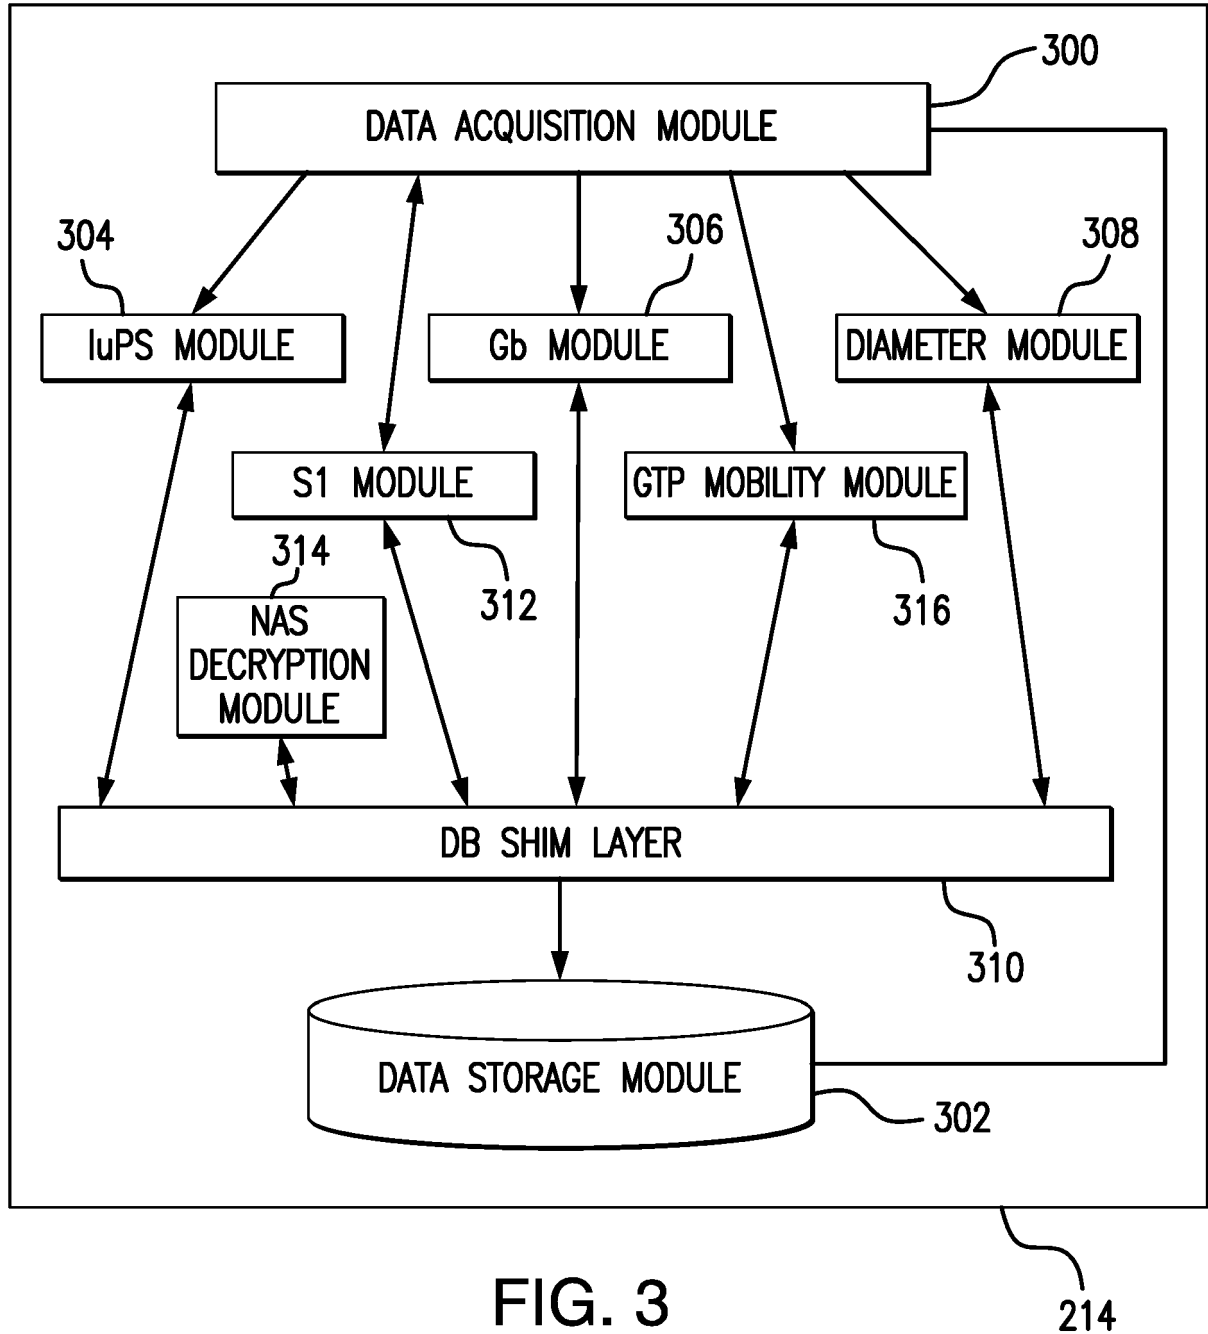 300
DATA ACQUISITION MODULE
304
306
308
IuPS MODULE
Gb MODULE
DIAMETER MODULE
S1 MODULE
GTP MOBILITY MODULE
314
312
316
NAS
DECRYPTION
MODULE
DB SHIM LAYER
310
DATA STORAGE MODULE
302
214
FIG. 3